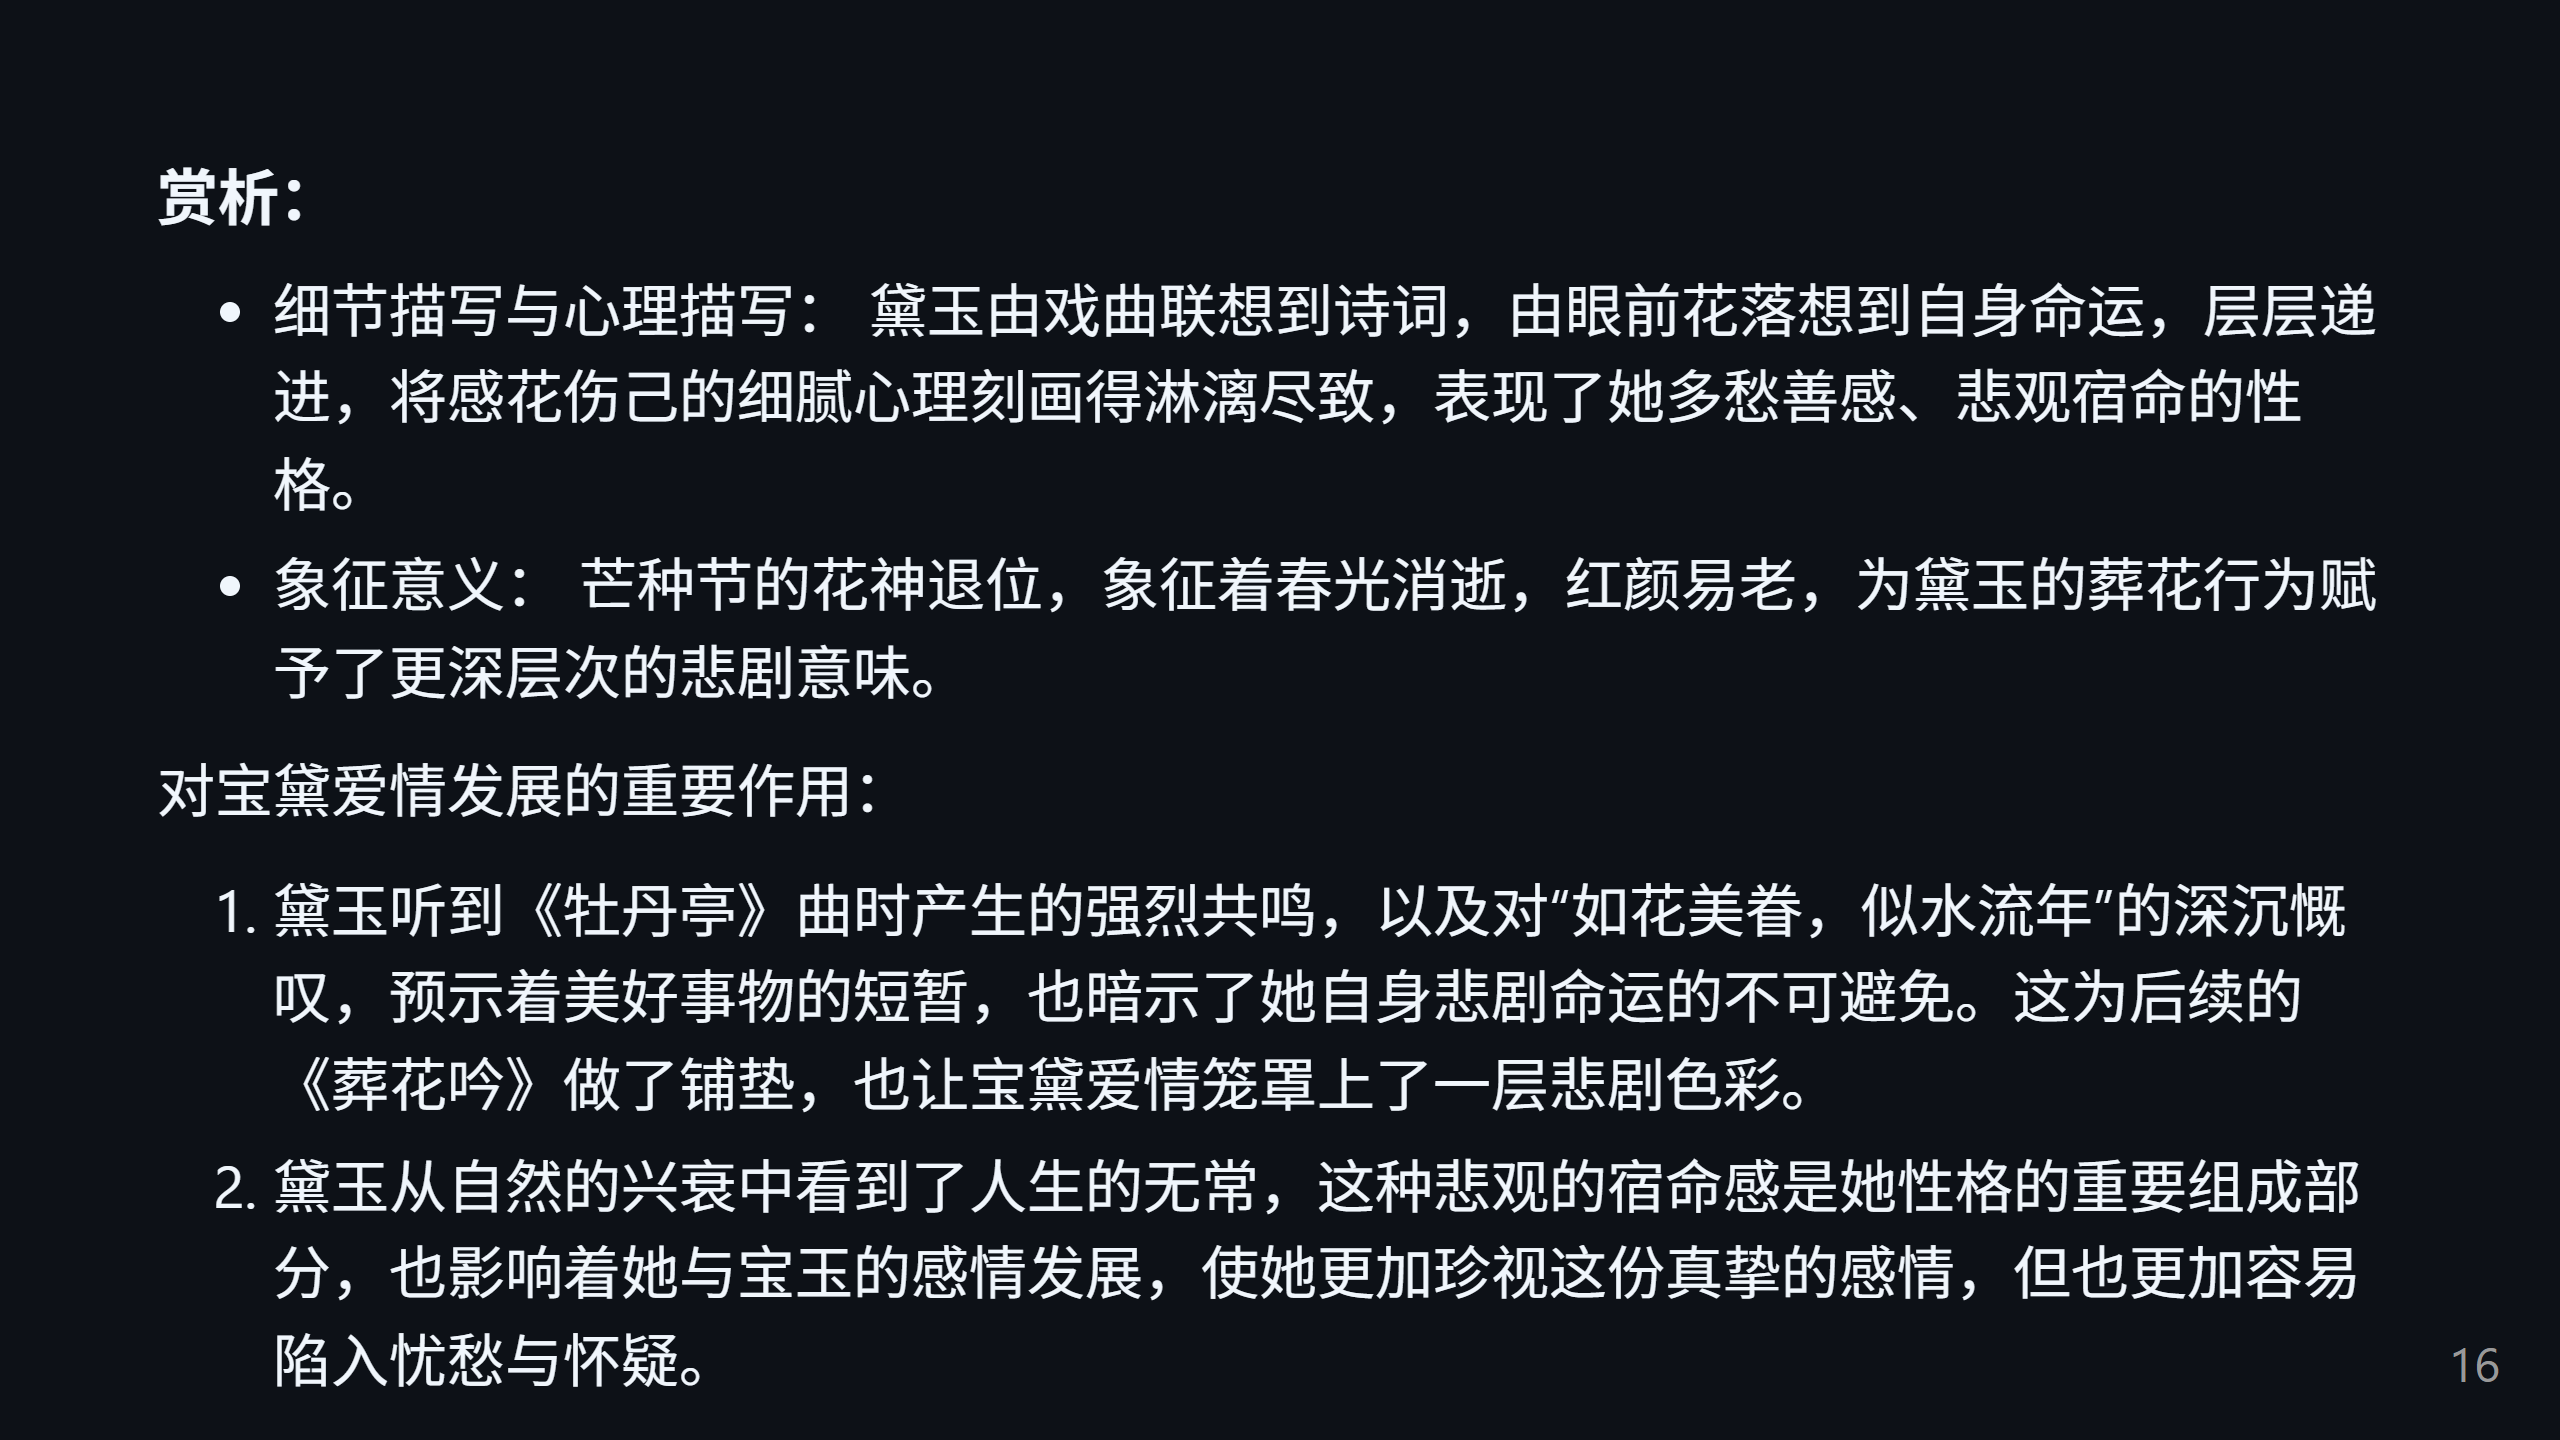 赏析：
• 细节描写与心理描写： 黛玉由戏曲联想到诗词，由眼前花落想到自身命运，层层递
进，将感花伤己的细腻心理刻画得淋漓尽致，表现了她多愁善感、悲观宿命的性
格。
• 象征意义： 芒种节的花神退位，象征着春光消逝，红颜易老，为黛玉的葬花行为赋
予了更深层次的悲剧意味。
对宝黛爱情发展的重要作用：
1. 黛玉听到《牡丹亭》曲时产生的强烈共鸣，以及对“如花美眷，似水流年”的深沉慨
叹，预示着美好事物的短暂，也暗示了她自身悲剧命运的不可避免。这为后续的
《葬花吟》做了铺垫，也让宝黛爱情笼罩上了一层悲剧色彩。
2. 黛玉从自然的兴衰中看到了人生的无常，这种悲观的宿命感是她性格的重要组成部
分，也影响着她与宝玉的感情发展，使她更加珍视这份真挚的感情，但也更加容易
陷入忧愁与怀疑。
16